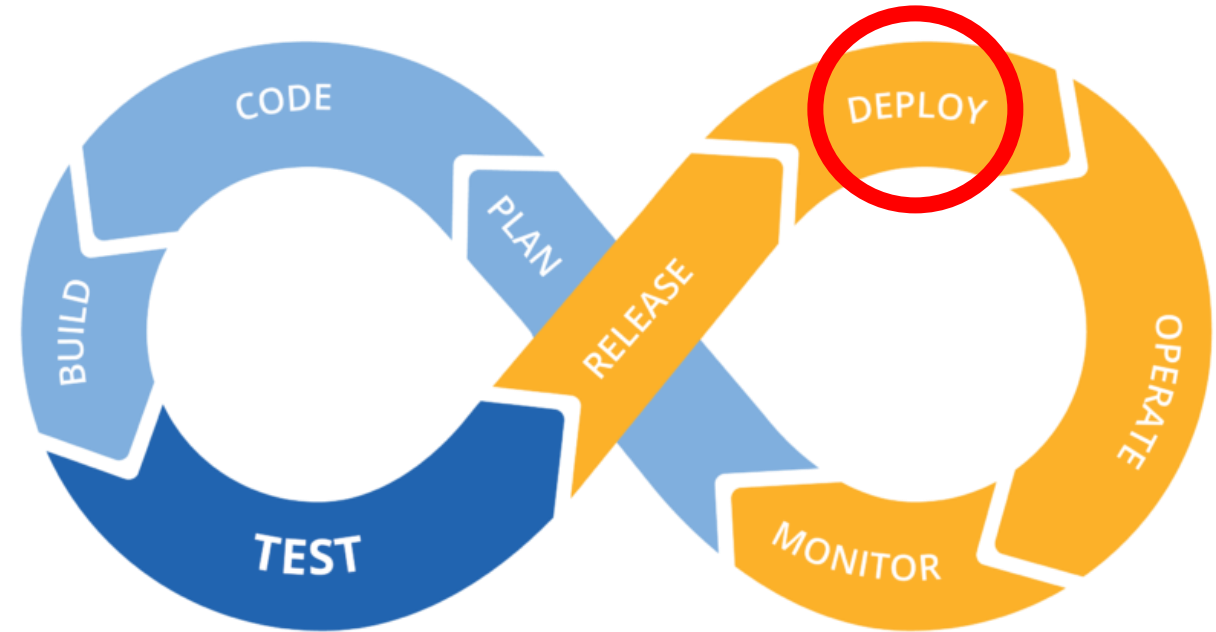 CODE
DEPLOY
PLAN
BUILD
RELEASE
OPERATE
TEST
MONITOR